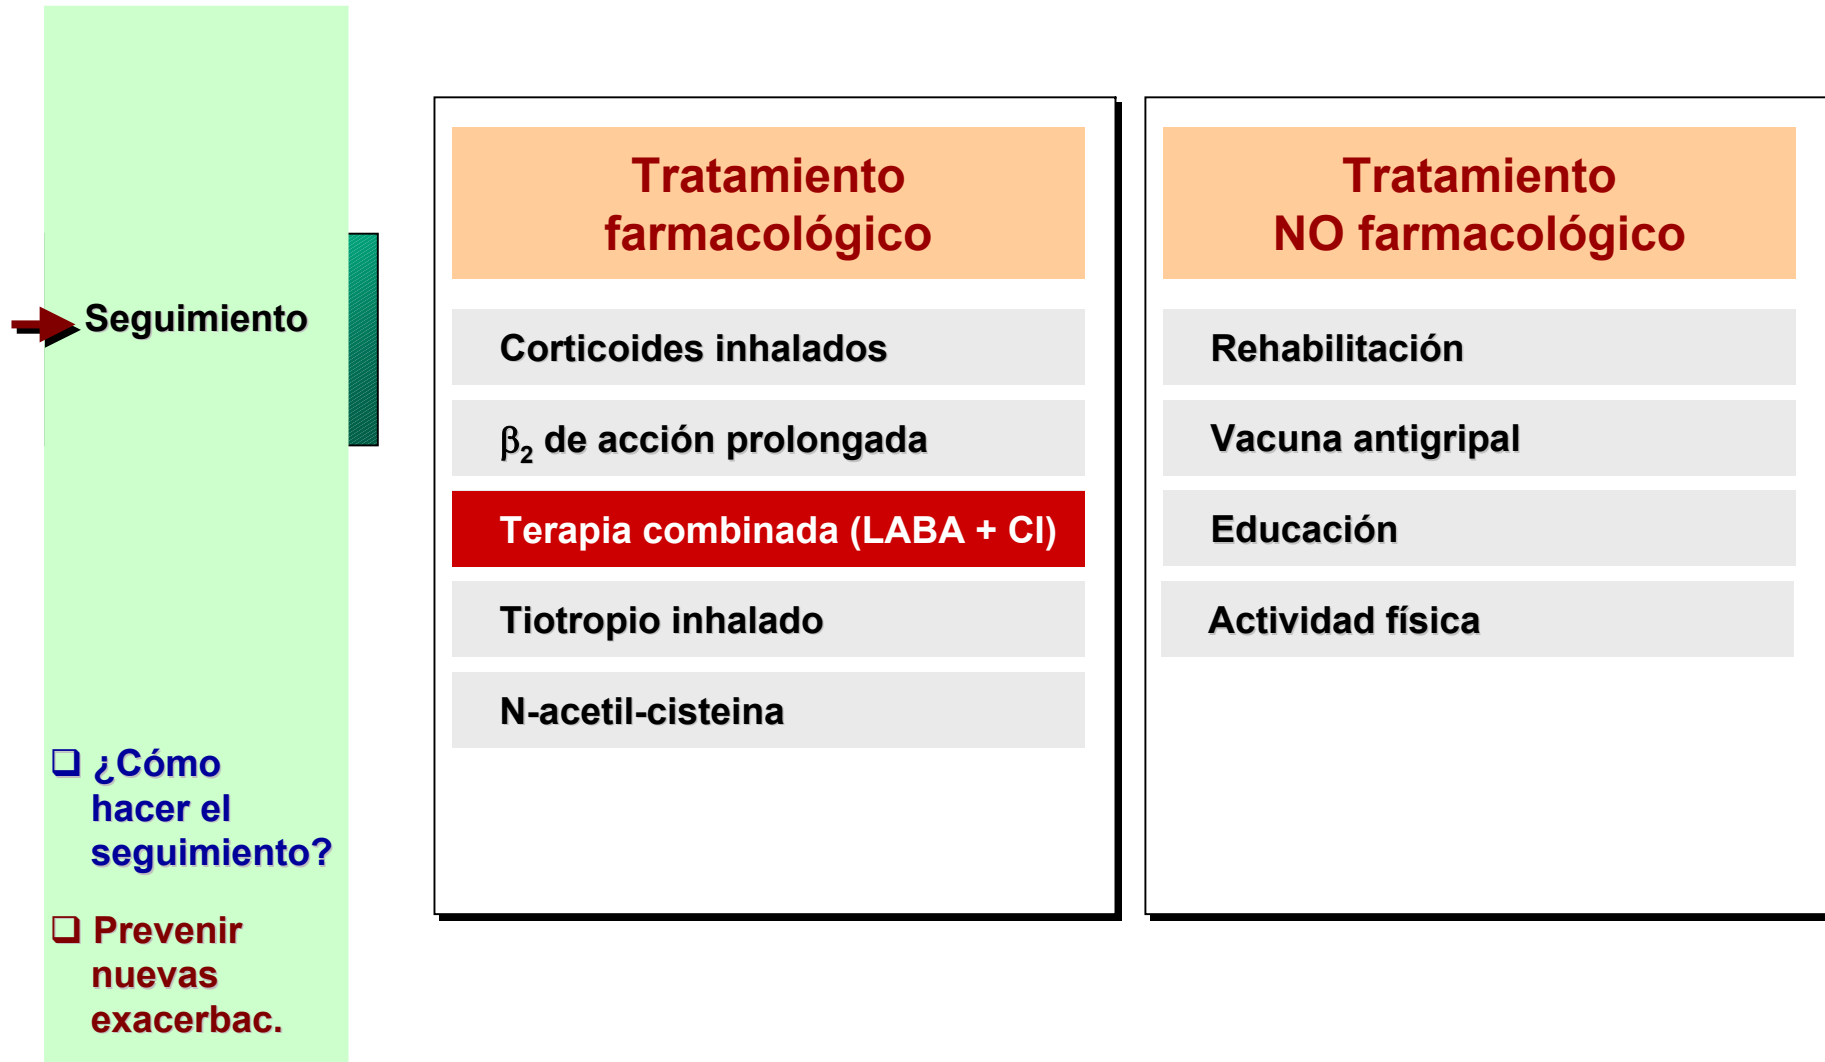 Seguimiento
❑ ¿Cómo
hacer el
seguimiento?
❑ Prevenir
nuevas
exacerbac.
Tratamiento
farmacológico
Corticoides inhalados
β2 de acción prolongada
Terapia combinada (LABA + CI)
Tiotropio inhalado
N-acetil-cisteina
Tratamiento
NO farmacológico
Rehabilitación
Vacuna antigripal
Educación
Actividad física